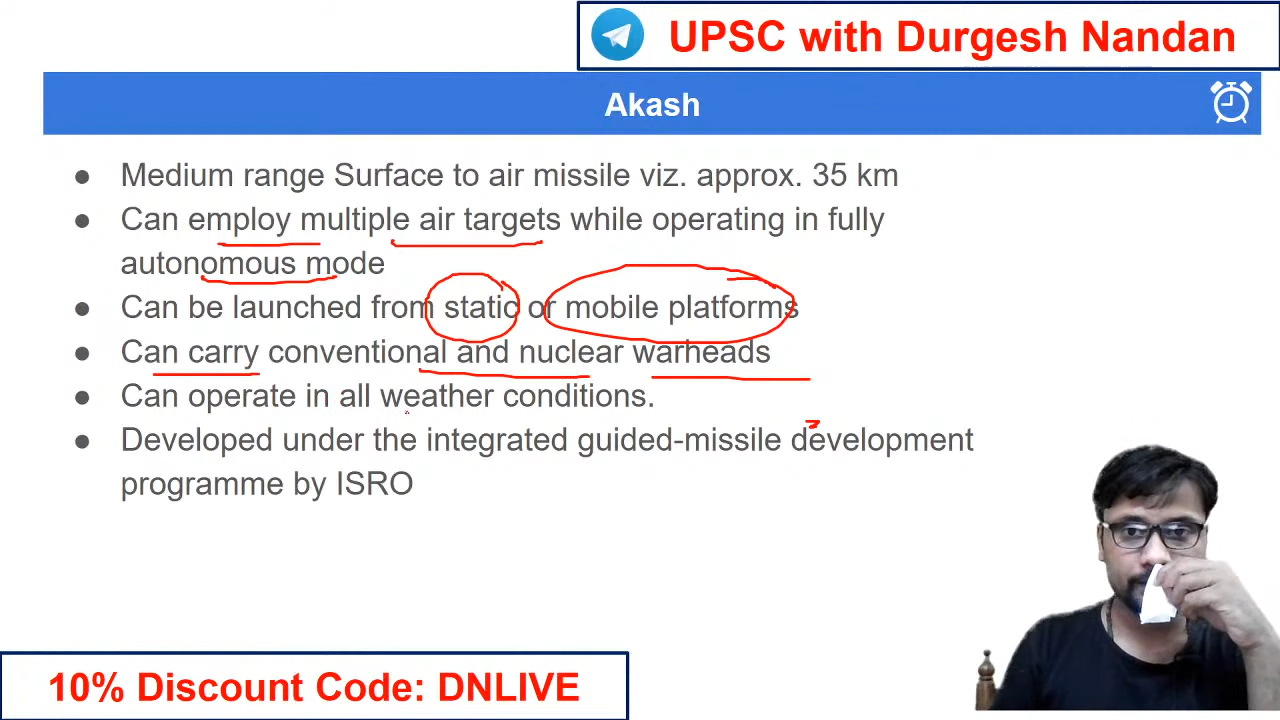 UPSC with Durgesh Nandan
Akash
● Medium range Surface to air missile viz. approx. 35 km
● Can employ multiple air targets while operating in fully
autonomous mode
● Can be launched from static or mobile platforms
● Can carry conventional and nuclear warheads
● Can operate in all weather conditions.
● Developed under the integrated guided-missile development
programme by ISRO
10% Discount Code: DNLIVE